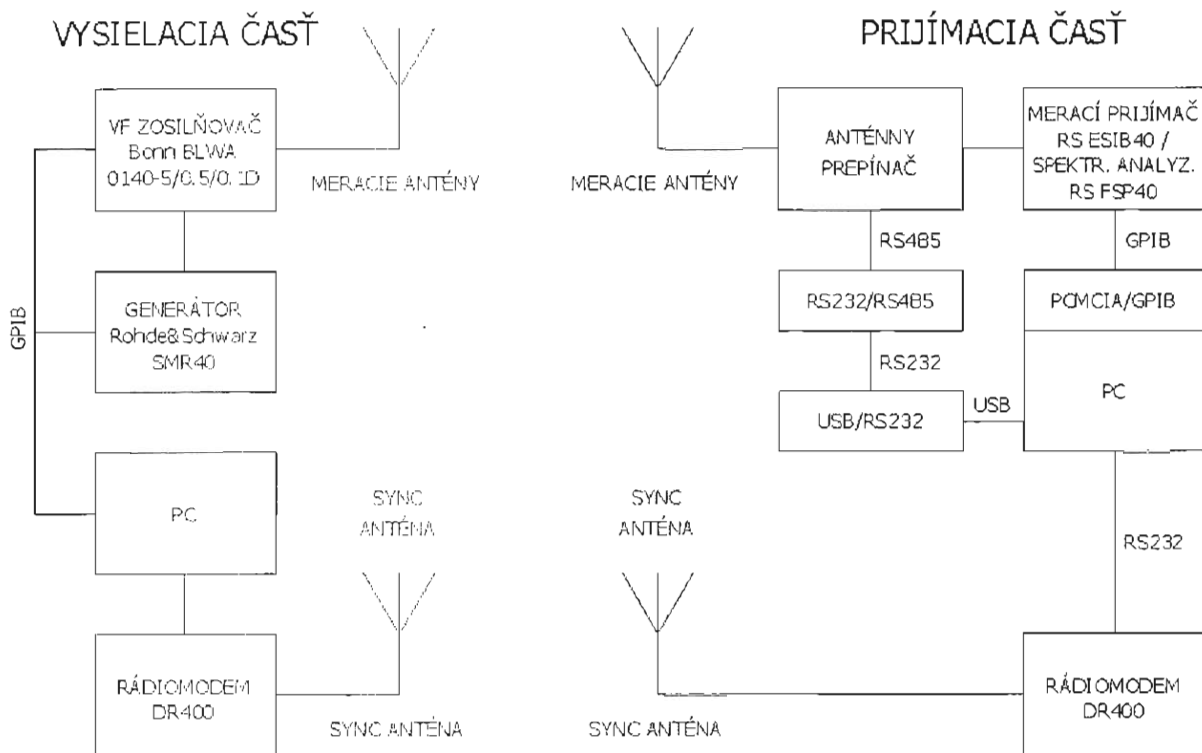 VYSIELACIA ČASŤ
VF ZOSILŇOVAČ
Bonn BLWA
0140-5/0.5/0.1D
MERACIE ANTÉNY
GPIB
GENERÁTOR
Rohde&Schwarz
SMR40
PC
SYNC
ANTÉNA
RÁDIOMODEM
DR400
SYNC ANTÉNA
PRIJÍMACIA ČASŤ
MERACIE ANTÉNY
ANTÉNNY
PREPÍNAČ
MERACÍ PRIJÍMAČ
RS ESIB40 /
SPEKTR. ANALYZ.
RS FSP40
RS485
GPIB
RS232/RS485
PCMCIA/GPIB
RS232
PC
USB
USB/RS232
SYNC
ANTÉNA
RS232
SYNC ANTÉNA
RÁDIOMODEM
DR400